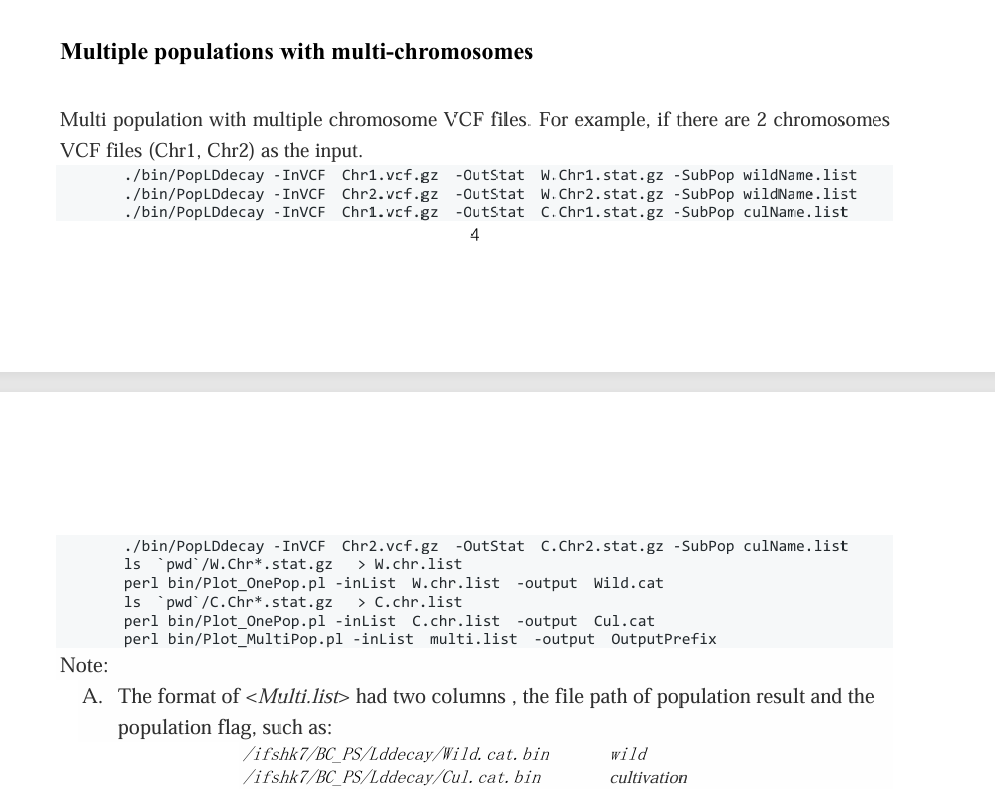 Multiple populations with multi-chromosomes
Multi population with multiple chromosome VCF files. For example, if there are 2 chromosomes
VCF files (Chr1, Chr2) as the input.
./bin/PopLDdecay -InVCF  Chr1.vcf.gz  -OutStat  W.Chr1.stat.gz -SubPop wildName.list
./bin/PopLDdecay -InVCF  Chr2.vcf.gz  -OutStat  W.Chr2.stat.gz -SubPop wildName.list
./bin/PopLDdecay -InVCF  Chr1.vcf.gz  -OutStat  C.Chr1.stat.gz -SubPop culName.list
4
./bin/PopLDdecay -InVCF  Chr2.vcf.gz  -OutStat  C.Chr2.stat.gz -SubPop culName.list
ls  `pwd`/W.Chr*.stat.gz   > W.chr.list
perl bin/Plot_OnePop.pl -inList  W.chr.list  -output  Wild.cat
ls  `pwd`/C.Chr*.stat.gz   > C.chr.list
perl bin/Plot_OnePop.pl -inList  C.chr.list  -output  Cul.cat
perl bin/Plot_MultiPop.pl -inList  multi.list  -output  OutputPrefix
Note:
A. The format of <Multi.list> had two columns , the file path of population result and the
population flag, such as:
/ifshk7/BC_PS/Lddecay/Wild.cat.bin wild
/ifshk7/BC_PS/Lddecay/Cul.cat.bin cultivation